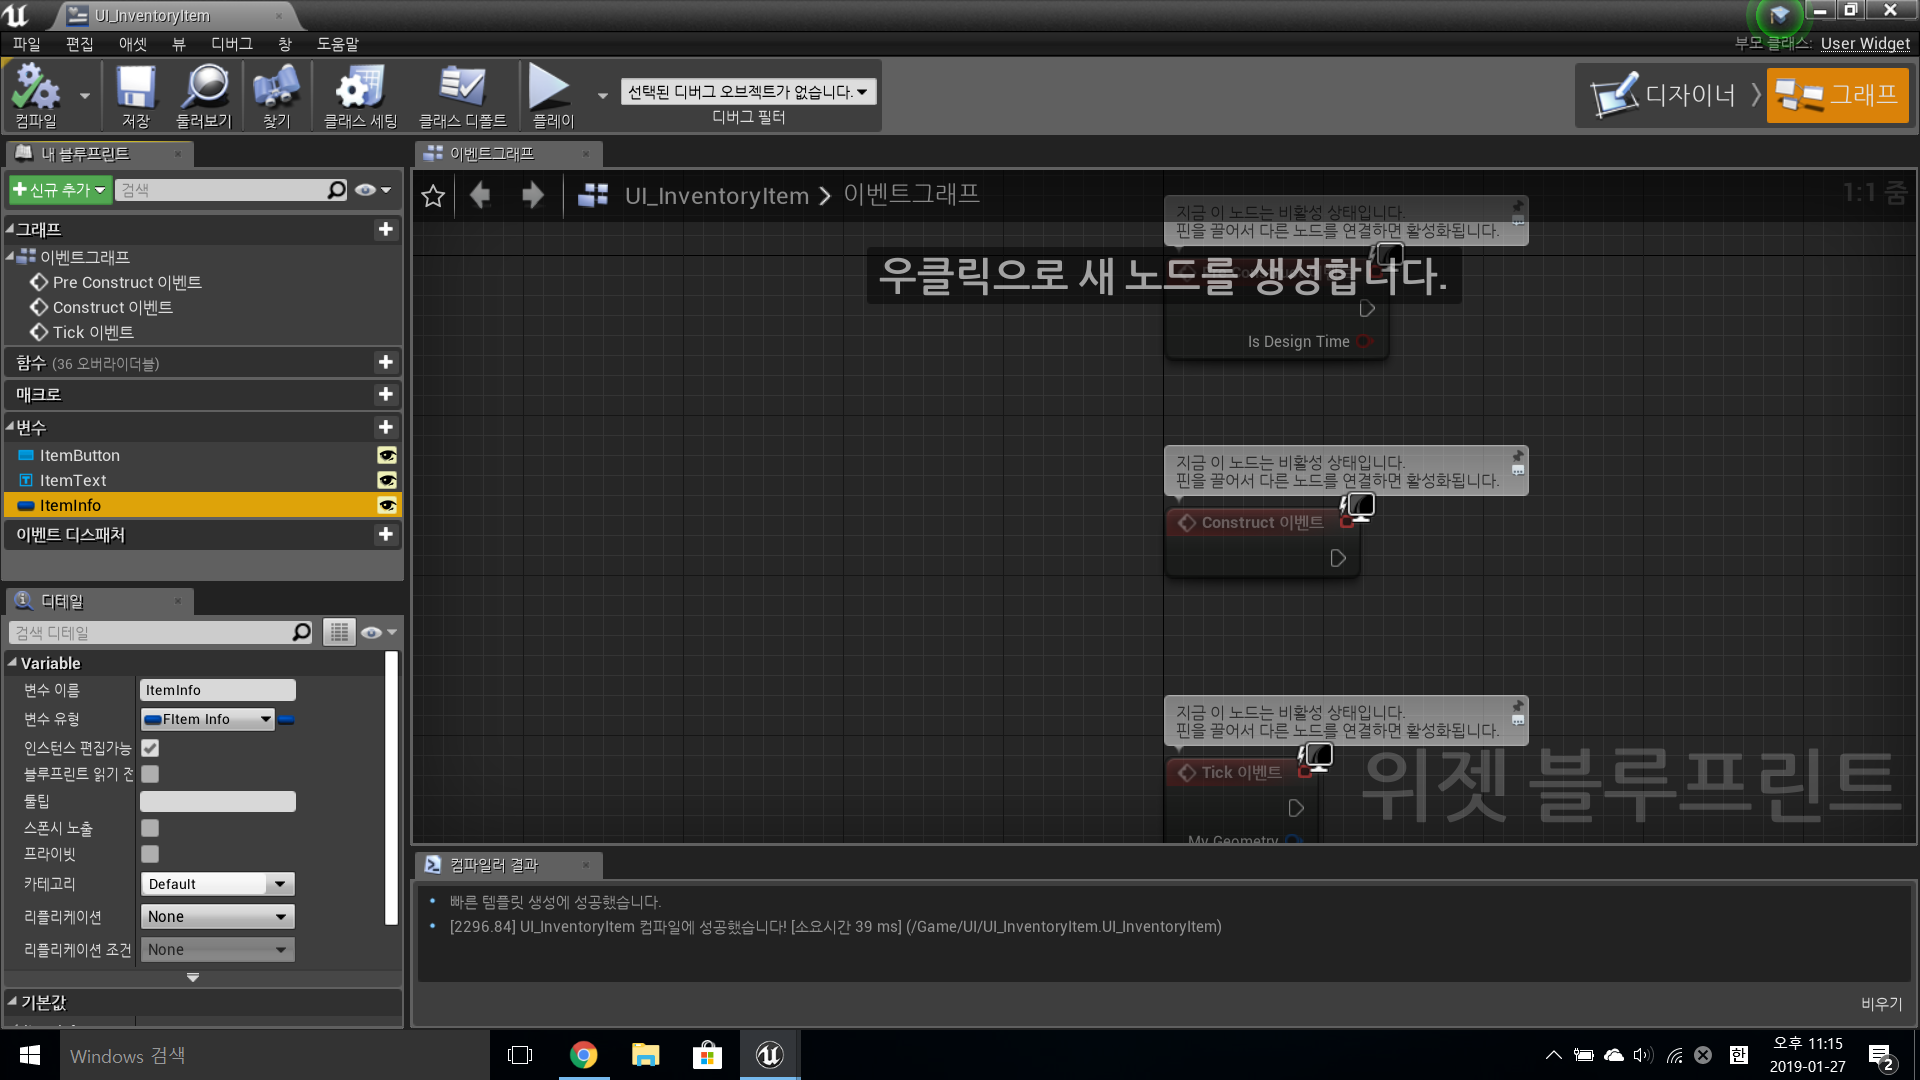 UI_InventoryItem
파일 편집 애셋 뷰 디버그 창 도움말
부모 클래스: User Widget
컴파일 저장 둘러보기 찾기 클래스 세팅 클래스 디폴트 플레이
선택된 디버그 오브젝트가 없습니다.
디버그 필터
디자이너 그래프
내 블루프린트
신규 추가 검색
그래프
이벤트그래프
Pre Construct 이벤트
Construct 이벤트
Tick 이벤트
함수 (36 오버라이더블)
매크로
변수
ItemButton
ItemText
ItemInfo
이벤트 디스패처
디테일
검색 디테일
Variable
변수 이름 ItemInfo
변수 유형 FItem Info
인스턴스 편집가능
블루프린트 읽기 전
툴팁
스폰시 노출
프라이빗
카테고리 Default
리플리케이션 None
리플리케이션 조건 None
기본값
이벤트그래프
UI_InventoryItem > 이벤트그래프
1:1 줌
지금 이 노드는 비활성 상태입니다.
핀을 끌어서 다른 노드를 연결하면 활성화됩니다.
우클릭으로 새 노드를 생성합니다.
Is Design Time
지금 이 노드는 비활성 상태입니다.
핀을 끌어서 다른 노드를 연결하면 활성화됩니다.
Construct 이벤트
지금 이 노드는 비활성 상태입니다.
핀을 끌어서 다른 노드를 연결하면 활성화됩니다.
Tick 이벤트
My Geometry
위젯 블루프린트
컴파일러 결과
빠른 템플릿 생성에 성공했습니다.
[2296.84] UI_InventoryItem 컴파일에 성공했습니다! [소요시간 39 ms] (/Game/UI/UI_InventoryItem.UI_InventoryItem)
비우기
Windows 검색
한
오후 11:15
2019-01-27
2